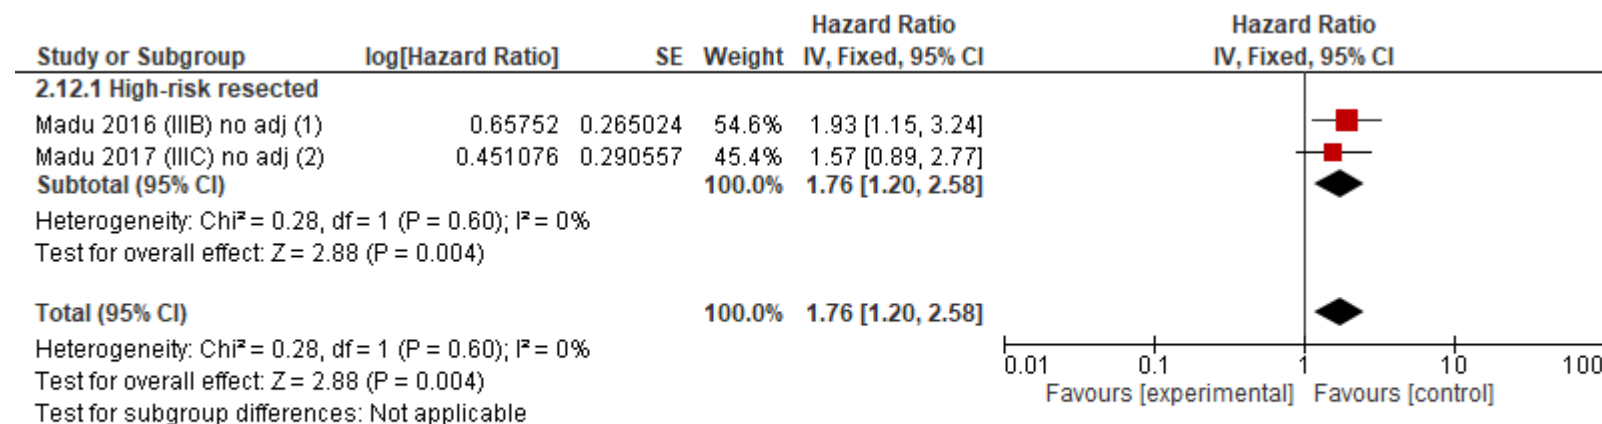 Hazard Ratio Hazard Ratio
Study or Subgroup log[Hazard Ratio] SE Weight IV, Fixed, 95% CI IV, Fixed, 95% CI
2.12.1 High-risk resected
Madu 2016 (IIIB) no adj (1) 0.65752 0.265024 54.6% 1.93 [1.15, 3.24]
Madu 2017 (IIIC) no adj (2) 0.451076 0.290557 45.4% 1.57 [0.89, 2.77]
Subtotal (95% CI) 100.0% 1.76 [1.20, 2.58]
Heterogeneity: Chi² = 0.28, df = 1 (P = 0.60); I² = 0%
Test for overall effect: Z = 2.88 (P = 0.004)
Total (95% CI) 100.0% 1.76 [1.20, 2.58]
Heterogeneity: Chi² = 0.28, df = 1 (P = 0.60); I² = 0%
Test for overall effect: Z = 2.88 (P = 0.004)
Test for subgroup differences: Not applicable
0.01 0.1 1 10 100
Favours [experimental] Favours [control]